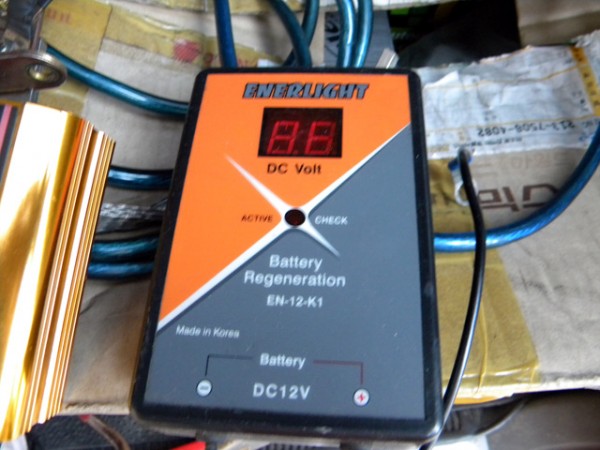 ENERLIGHT
DC Volt
ACTIVE CHECK
Battery
Regeneration
EN-12-K1
Made in Korea
Battery
DC12V